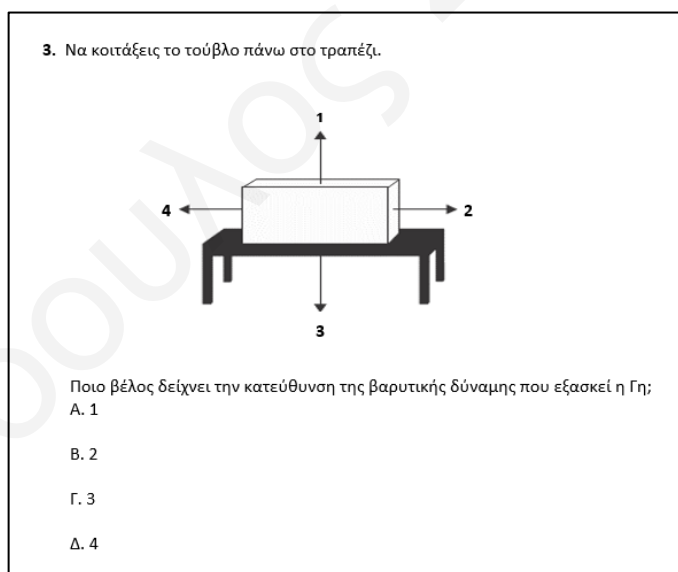 3. Να κοιτάξεις το τούβλο πάνω στο τραπέζι.
1
4
2
3
Ποιο βέλος δείχνει την κατεύθυνση της βαρυτικής δύναμης που εξασκεί η Γη;
Α. 1
Β. 2
Γ. 3
Δ. 4